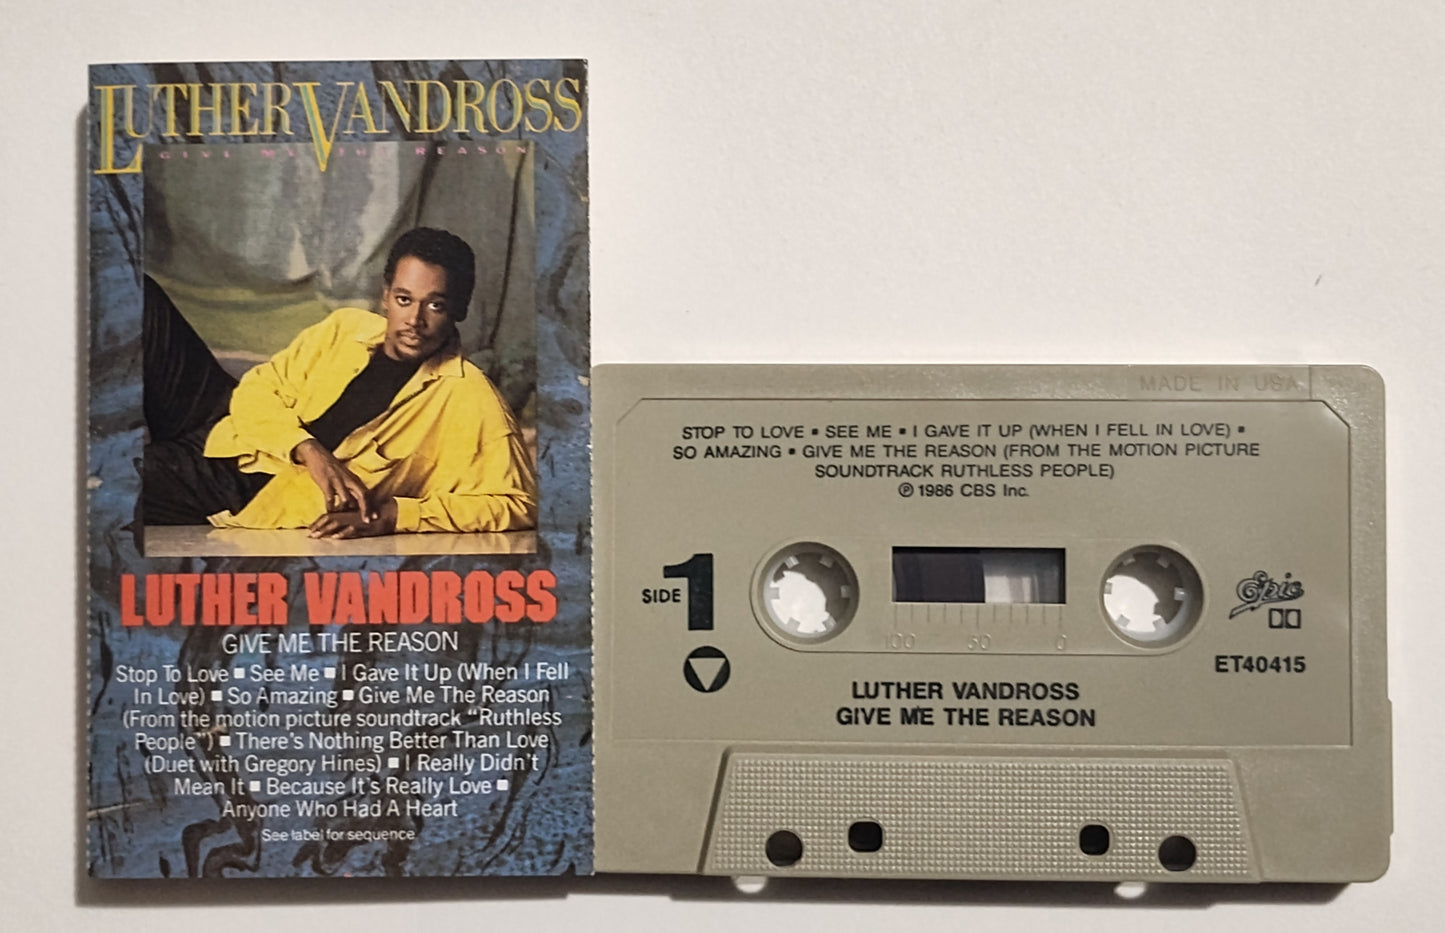 LUTHER VANDROSS
GIVE ME THE REASON
LUTHER VANDROSS
GIVE ME THE REASON
Stop To Love ■ See Me ■ I Gave It Up (When I Fell
In Love) ■ So Amazing ■ Give Me The Reason
(From the motion picture soundtrack “Ruthless
People”) ■ There's Nothing Better Than Love
(Duet with Gregory Hines) ■ I Really Didn't
Mean It ■ Because It's Really Love ■
Anyone Who Had A Heart
See label for sequence
MADE IN USA
STOP TO LOVE ▪ SEE ME ▪ I GAVE IT UP (WHEN I FELL IN LOVE) ▪
SO AMAZING ▪ GIVE ME THE REASON (FROM THE MOTION PICTURE
SOUNDTRACK RUTHLESS PEOPLE)
℗ 1986 CBS Inc.
SIDE 1
100 50 0
Epic
ET40415
LUTHER VANDROSS
GIVE ME THE REASON